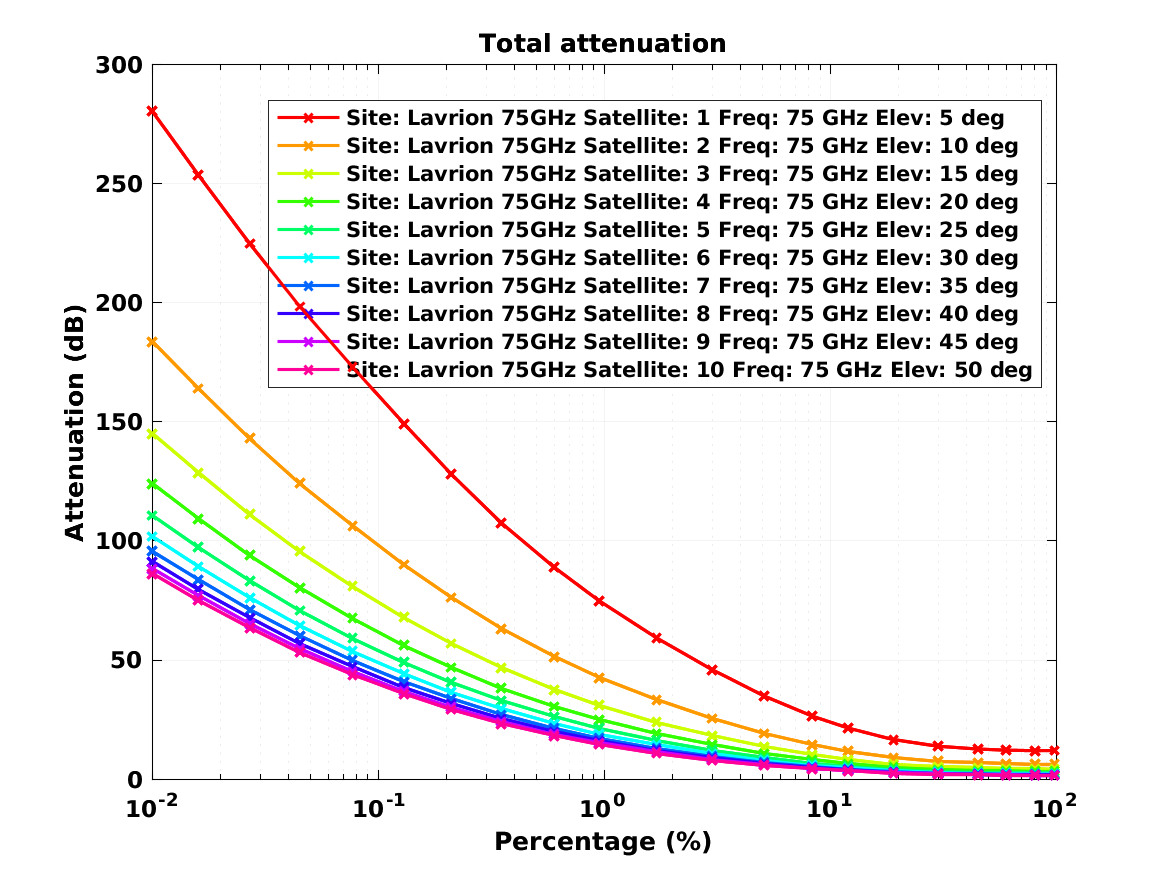 Total attenuation
300
250
200
150
100
50
0
Attenuation (dB)
Site: Lavrion 75GHz Satellite: 1 Freq: 75 GHz Elev: 5 deg
Site: Lavrion 75GHz Satellite: 2 Freq: 75 GHz Elev: 10 deg
Site: Lavrion 75GHz Satellite: 3 Freq: 75 GHz Elev: 15 deg
Site: Lavrion 75GHz Satellite: 4 Freq: 75 GHz Elev: 20 deg
Site: Lavrion 75GHz Satellite: 5 Freq: 75 GHz Elev: 25 deg
Site: Lavrion 75GHz Satellite: 6 Freq: 75 GHz Elev: 30 deg
Site: Lavrion 75GHz Satellite: 7 Freq: 75 GHz Elev: 35 deg
Site: Lavrion 75GHz Satellite: 8 Freq: 75 GHz Elev: 40 deg
Site: Lavrion 75GHz Satellite: 9 Freq: 75 GHz Elev: 45 deg
Site: Lavrion 75GHz Satellite: 10 Freq: 75 GHz Elev: 50 deg
10^-2 10^-1 10^0 10^1 10^2
Percentage (%)